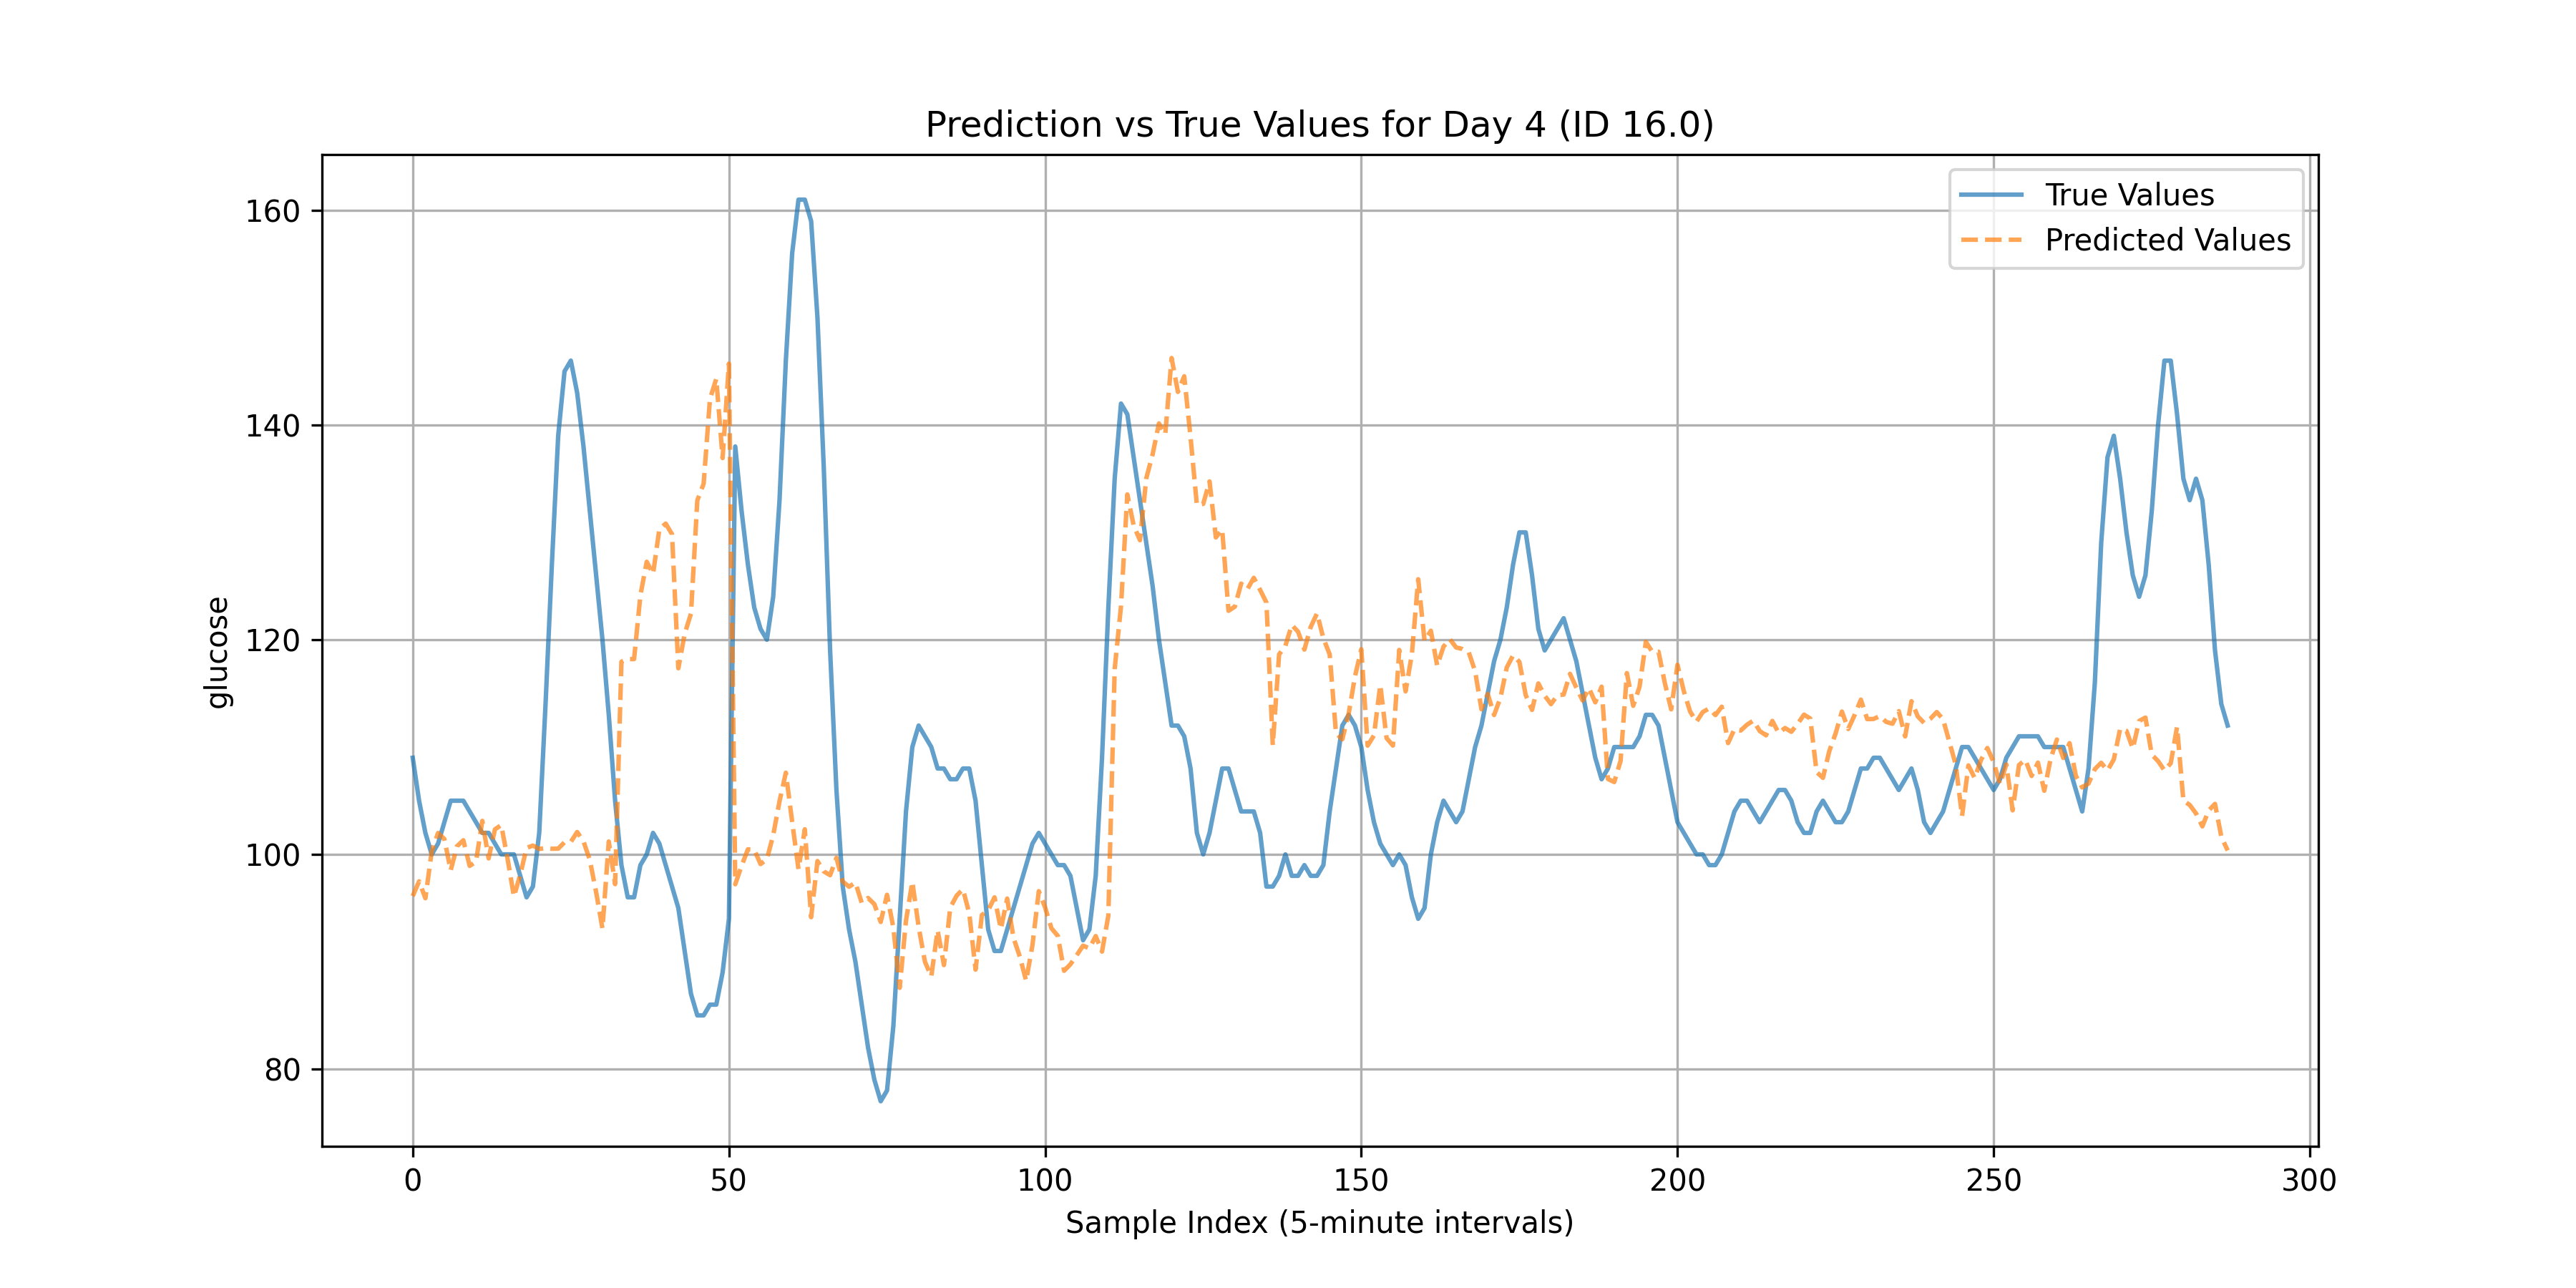 Prediction vs True Values for Day 4 (ID 16.0)
True Values
Predicted Values
160
140
120
100
80
glucose
0 50 100 150 200 250 300
Sample Index (5-minute intervals)